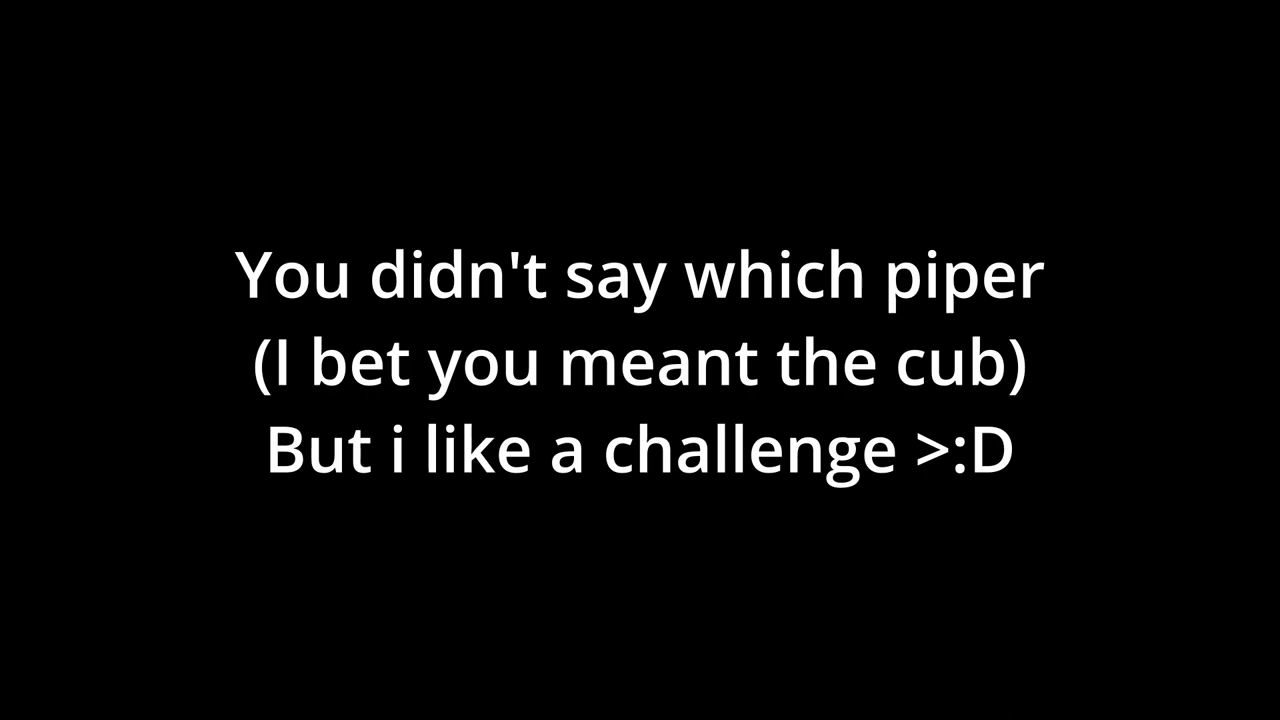 You didn't say which piper
(I bet you meant the cub)
But i like a challenge >:D